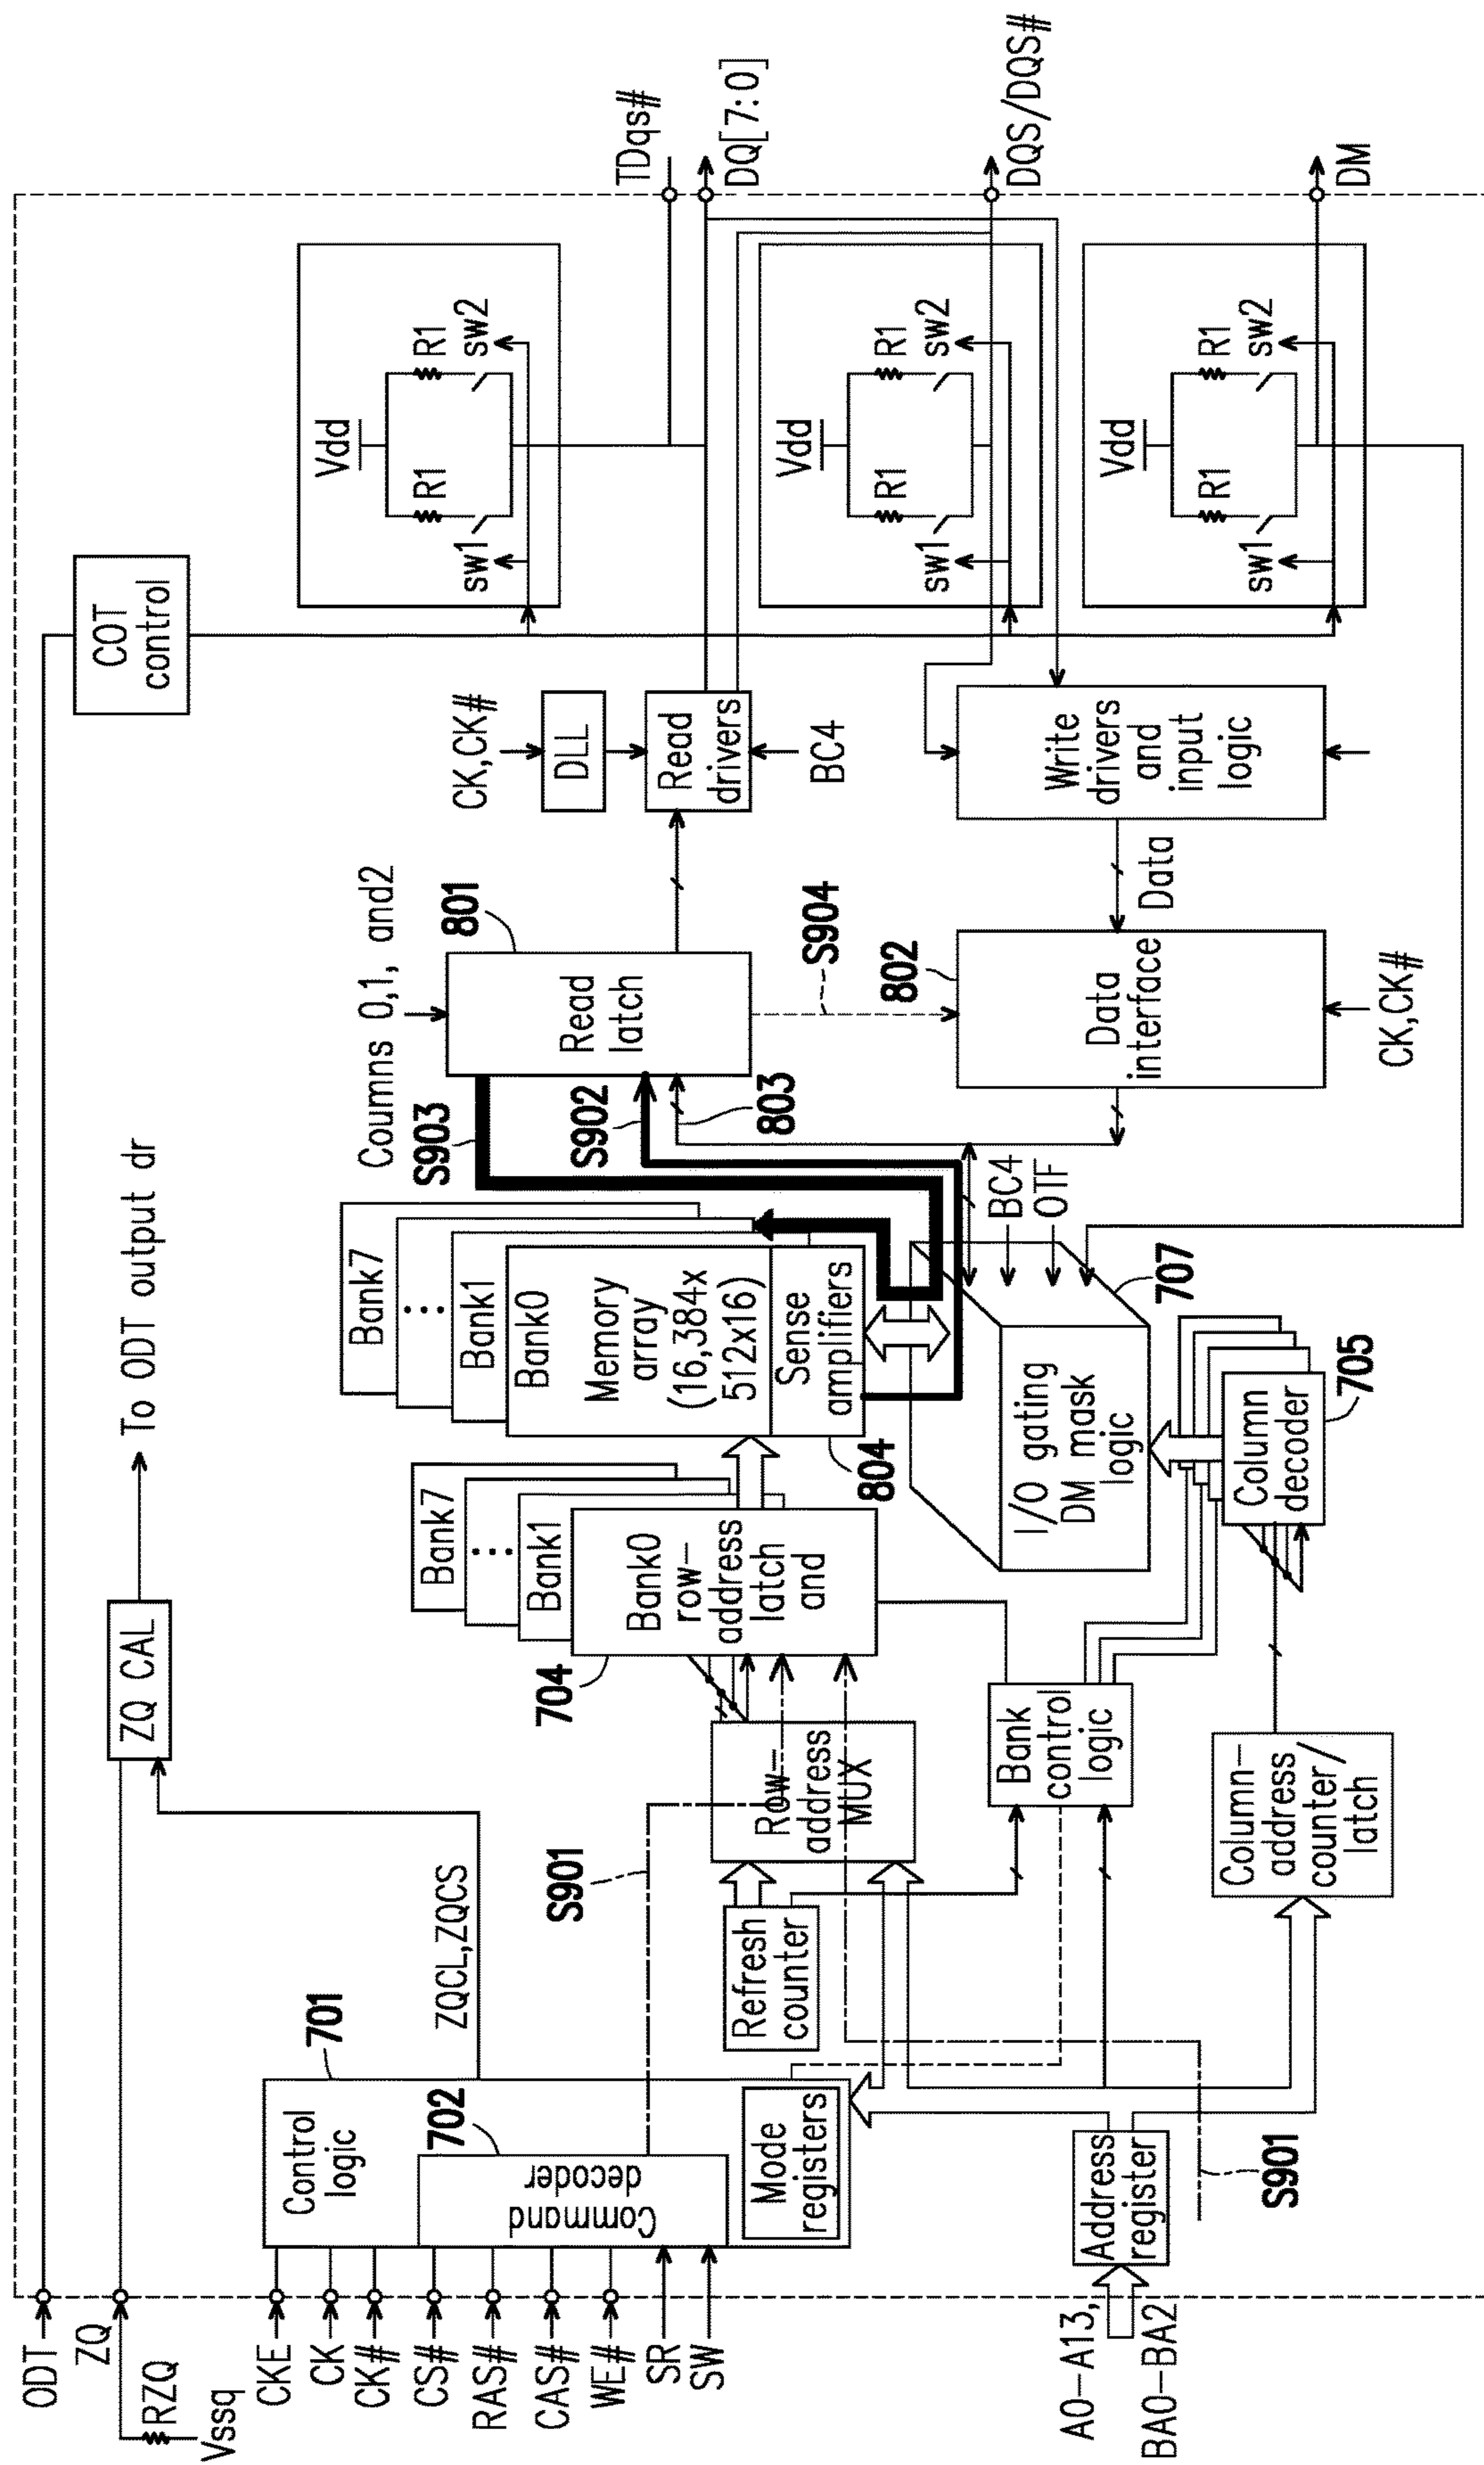 ODT
ZQ
RZQ
Vssq
CKE
CK
CK#
CS#
RAS#
CAS#
WE#
SR
SW
A0-A13,
BA0-BA2
ZQ CAL
To ODT output dr
ZQCL,ZQCS
701
Control
logic
702
Command
decoder
Mode
registers
Address
register
S901
S901
Refresh
counter
Row-
address
MUX
Bank
control
logic
Column-
address
counter/
latch
704
Bank7
Bank1
Bank0
row-
address
latch and
Bank7
Bank1
Bank0
Memory
array
(16,384x
512x16)
Sense
amplifiers
804
I/O gating
DM mask
logic
707
Column
decoder
705
BC4
OTF
Coumns 0,1, and2
S903
S902
803
801
Read
latch
S904
802
Data
interface
CK,CK#
Data
CK,CK#
DLL
Read
drivers
BC4
Write
drivers
and
input
logic
COT
control
Vdd
R1
R1
sw1
sw2
Vdd
R1
R1
sw1
sw2
Vdd
R1
R1
sw1
sw2
TDqs#
DQ[7:0]
DQS/DQS#
DM